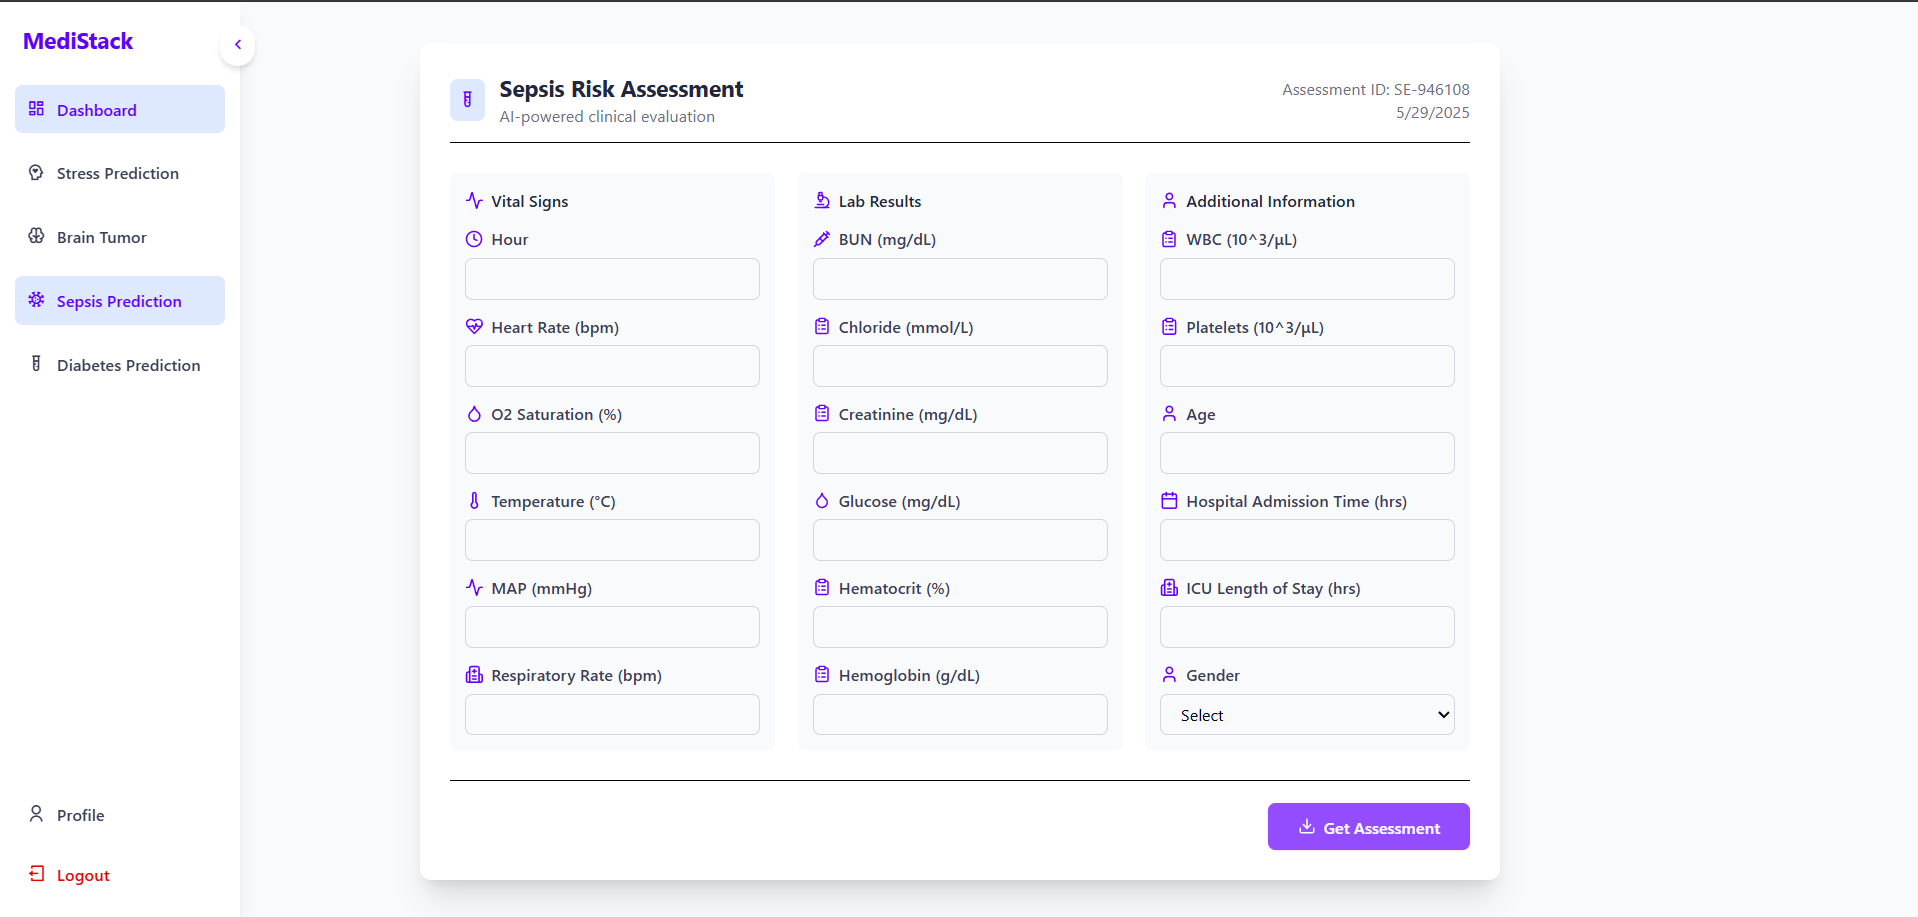 MediStack
Dashboard
Stress Prediction
Brain Tumor
Sepsis Prediction
Diabetes Prediction
Profile
Logout
Sepsis Risk Assessment
AI-powered clinical evaluation
Assessment ID: SE-946108
5/29/2025
Vital Signs
Hour
Heart Rate (bpm)
O2 Saturation (%)
Temperature (°C)
MAP (mmHg)
Respiratory Rate (bpm)
Lab Results
BUN (mg/dL)
Chloride (mmol/L)
Creatinine (mg/dL)
Glucose (mg/dL)
Hematocrit (%)
Hemoglobin (g/dL)
Additional Information
WBC (10^3/μL)
Platelets (10^3/μL)
Age
Hospital Admission Time (hrs)
ICU Length of Stay (hrs)
Gender
Select
Get Assessment